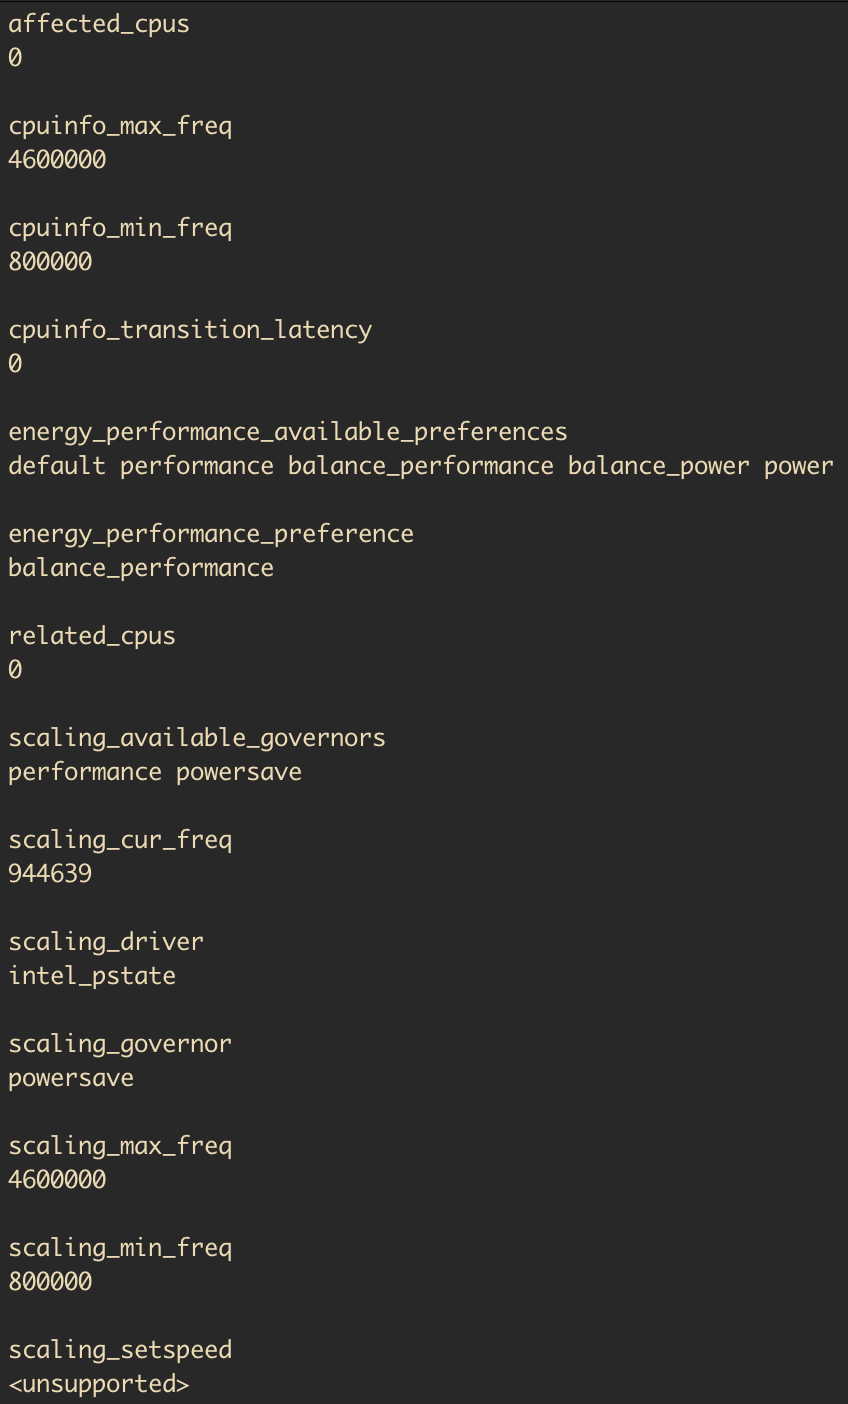 affected_cpus
0
cpuinfo_max_freq
4600000
cpuinfo_min_freq
800000
cpuinfo_transition_latency
0
energy_performance_available_preferences
default performance balance_performance balance_power power
energy_performance_preference
balance_performance
related_cpus
0
scaling_available_governors
performance powersave
scaling_cur_freq
944639
scaling_driver
intel_pstate
scaling_governor
powersave
scaling_max_freq
4600000
scaling_min_freq
800000
scaling_setspeed
<unsupported>